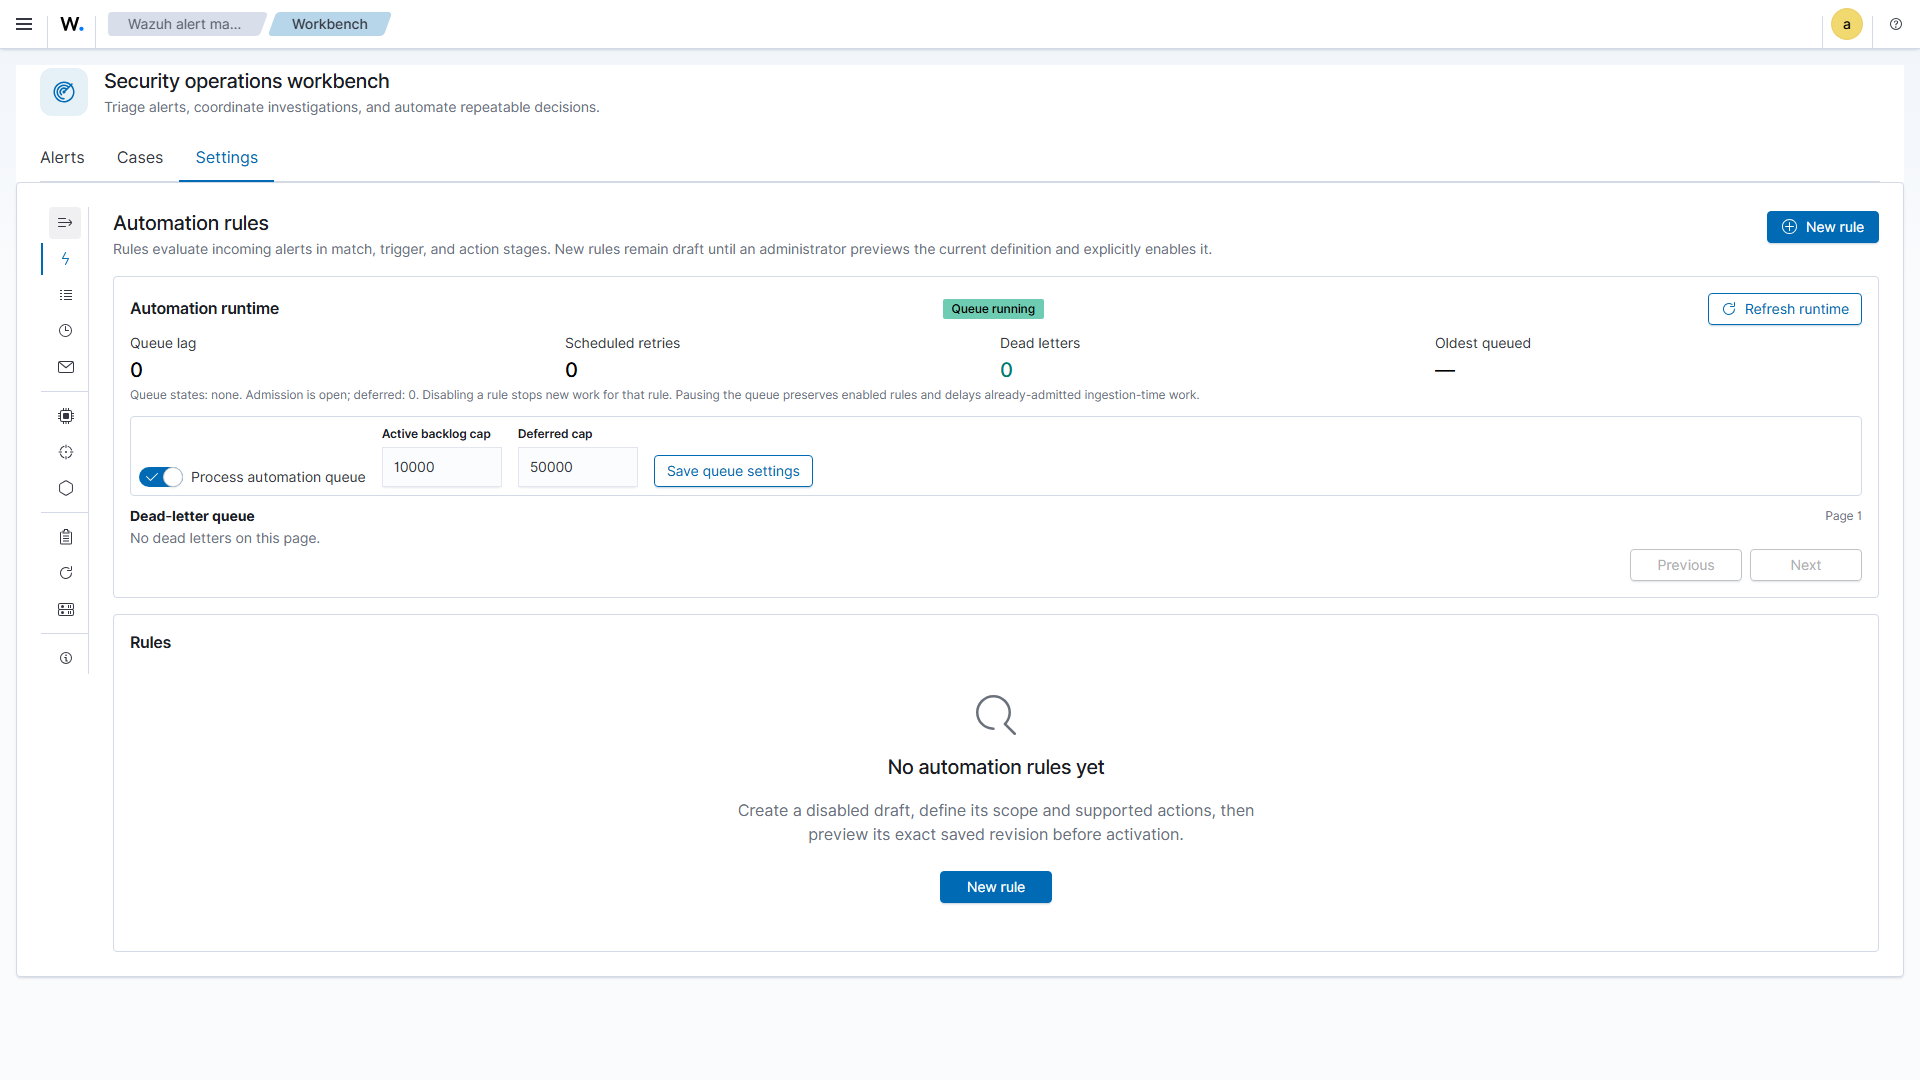 W.
Wazuh alert ma...
Workbench
a
Security operations workbench
Triage alerts, coordinate investigations, and automate repeatable decisions.
Alerts
Cases
Settings
Automation rules
Rules evaluate incoming alerts in match, trigger, and action stages. New rules remain draft until an administrator previews the current definition and explicitly enables it.
New rule
Automation runtime
Queue running
Refresh runtime
Queue lag
Scheduled retries
Dead letters
Oldest queued
0
0
0
—
Queue states: none. Admission is open; deferred: 0. Disabling a rule stops new work for that rule. Pausing the queue preserves enabled rules and delays already-admitted ingestion-time work.
Active backlog cap
Deferred cap
Process automation queue
10000
50000
Save queue settings
Dead-letter queue
Page 1
No dead letters on this page.
Previous
Next
Rules
No automation rules yet
Create a disabled draft, define its scope and supported actions, then
preview its exact saved revision before activation.
New rule